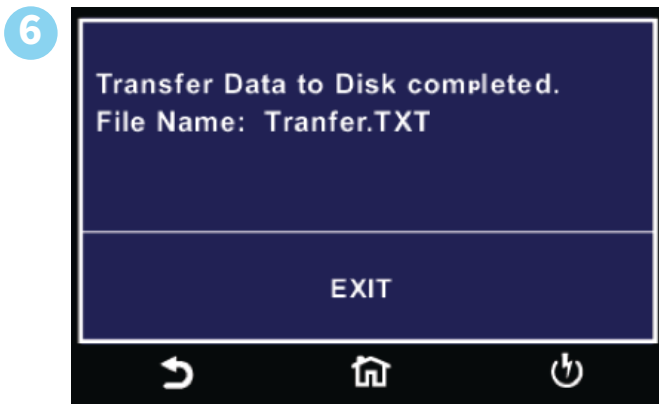 6
Transfer Data to Disk completed.
File Name: Tranfer.TXT
EXIT